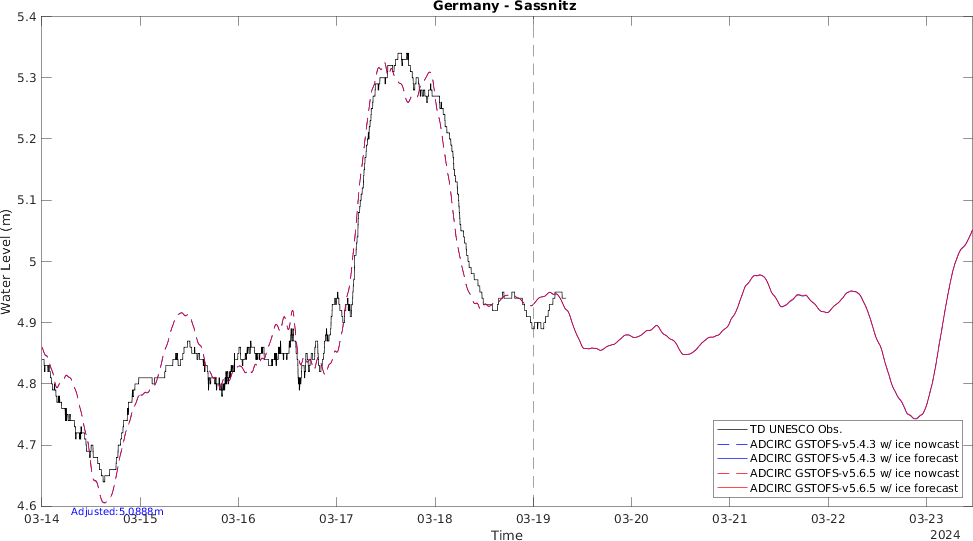 Germany - Sassnitz
5.4
5.3
5.2
5.1
5
4.9
4.8
4.7
4.6
Water Level (m)
03-14
03-15
03-16
03-17
03-18
03-19
03-20
03-21
03-22
03-23
Adjusted:5.0888m
2024
Time
TD UNESCO Obs.
ADCIRC GSTOFS-v5.4.3 w/ ice nowcast
ADCIRC GSTOFS-v5.4.3 w/ ice forecast
ADCIRC GSTOFS-v5.6.5 w/ ice nowcast
ADCIRC GSTOFS-v5.6.5 w/ ice forecast